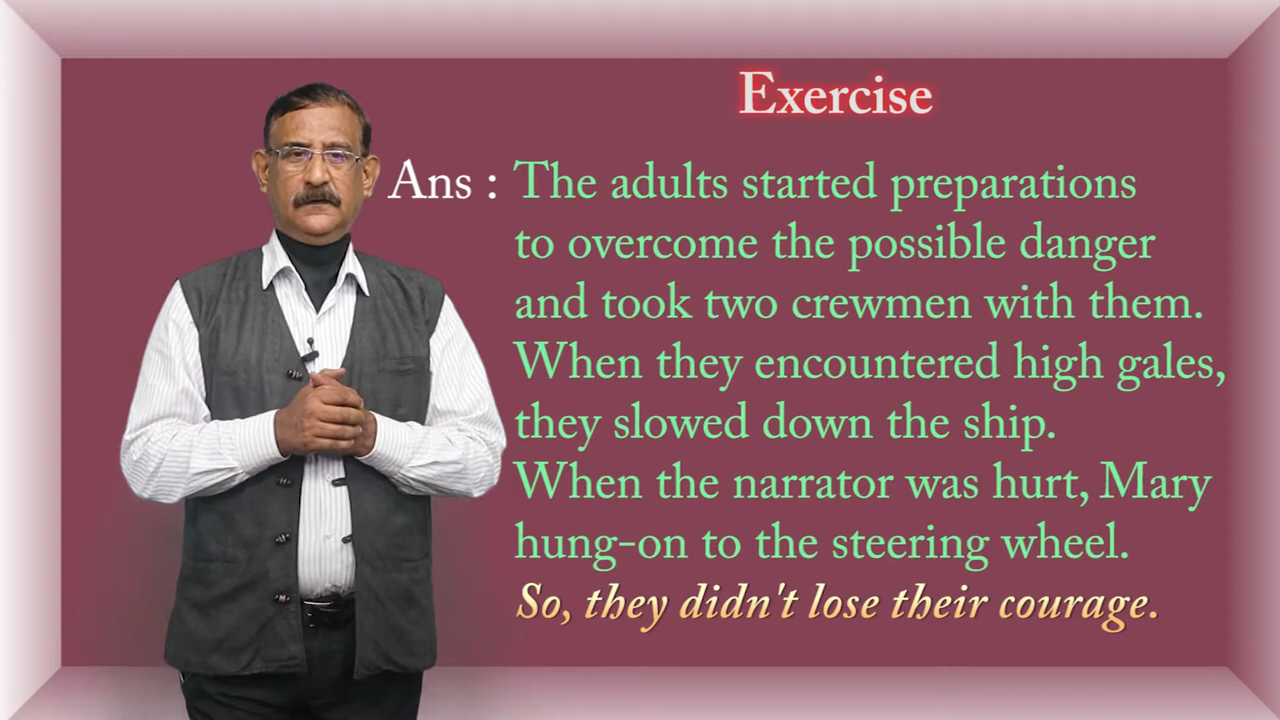 Exercise
Ans : The adults started preparations
to overcome the possible danger
and took two crewmen with them.
When they encountered high gales,
they slowed down the ship.
When the narrator was hurt, Mary
hung-on to the steering wheel.
So, they didn't lose their courage.